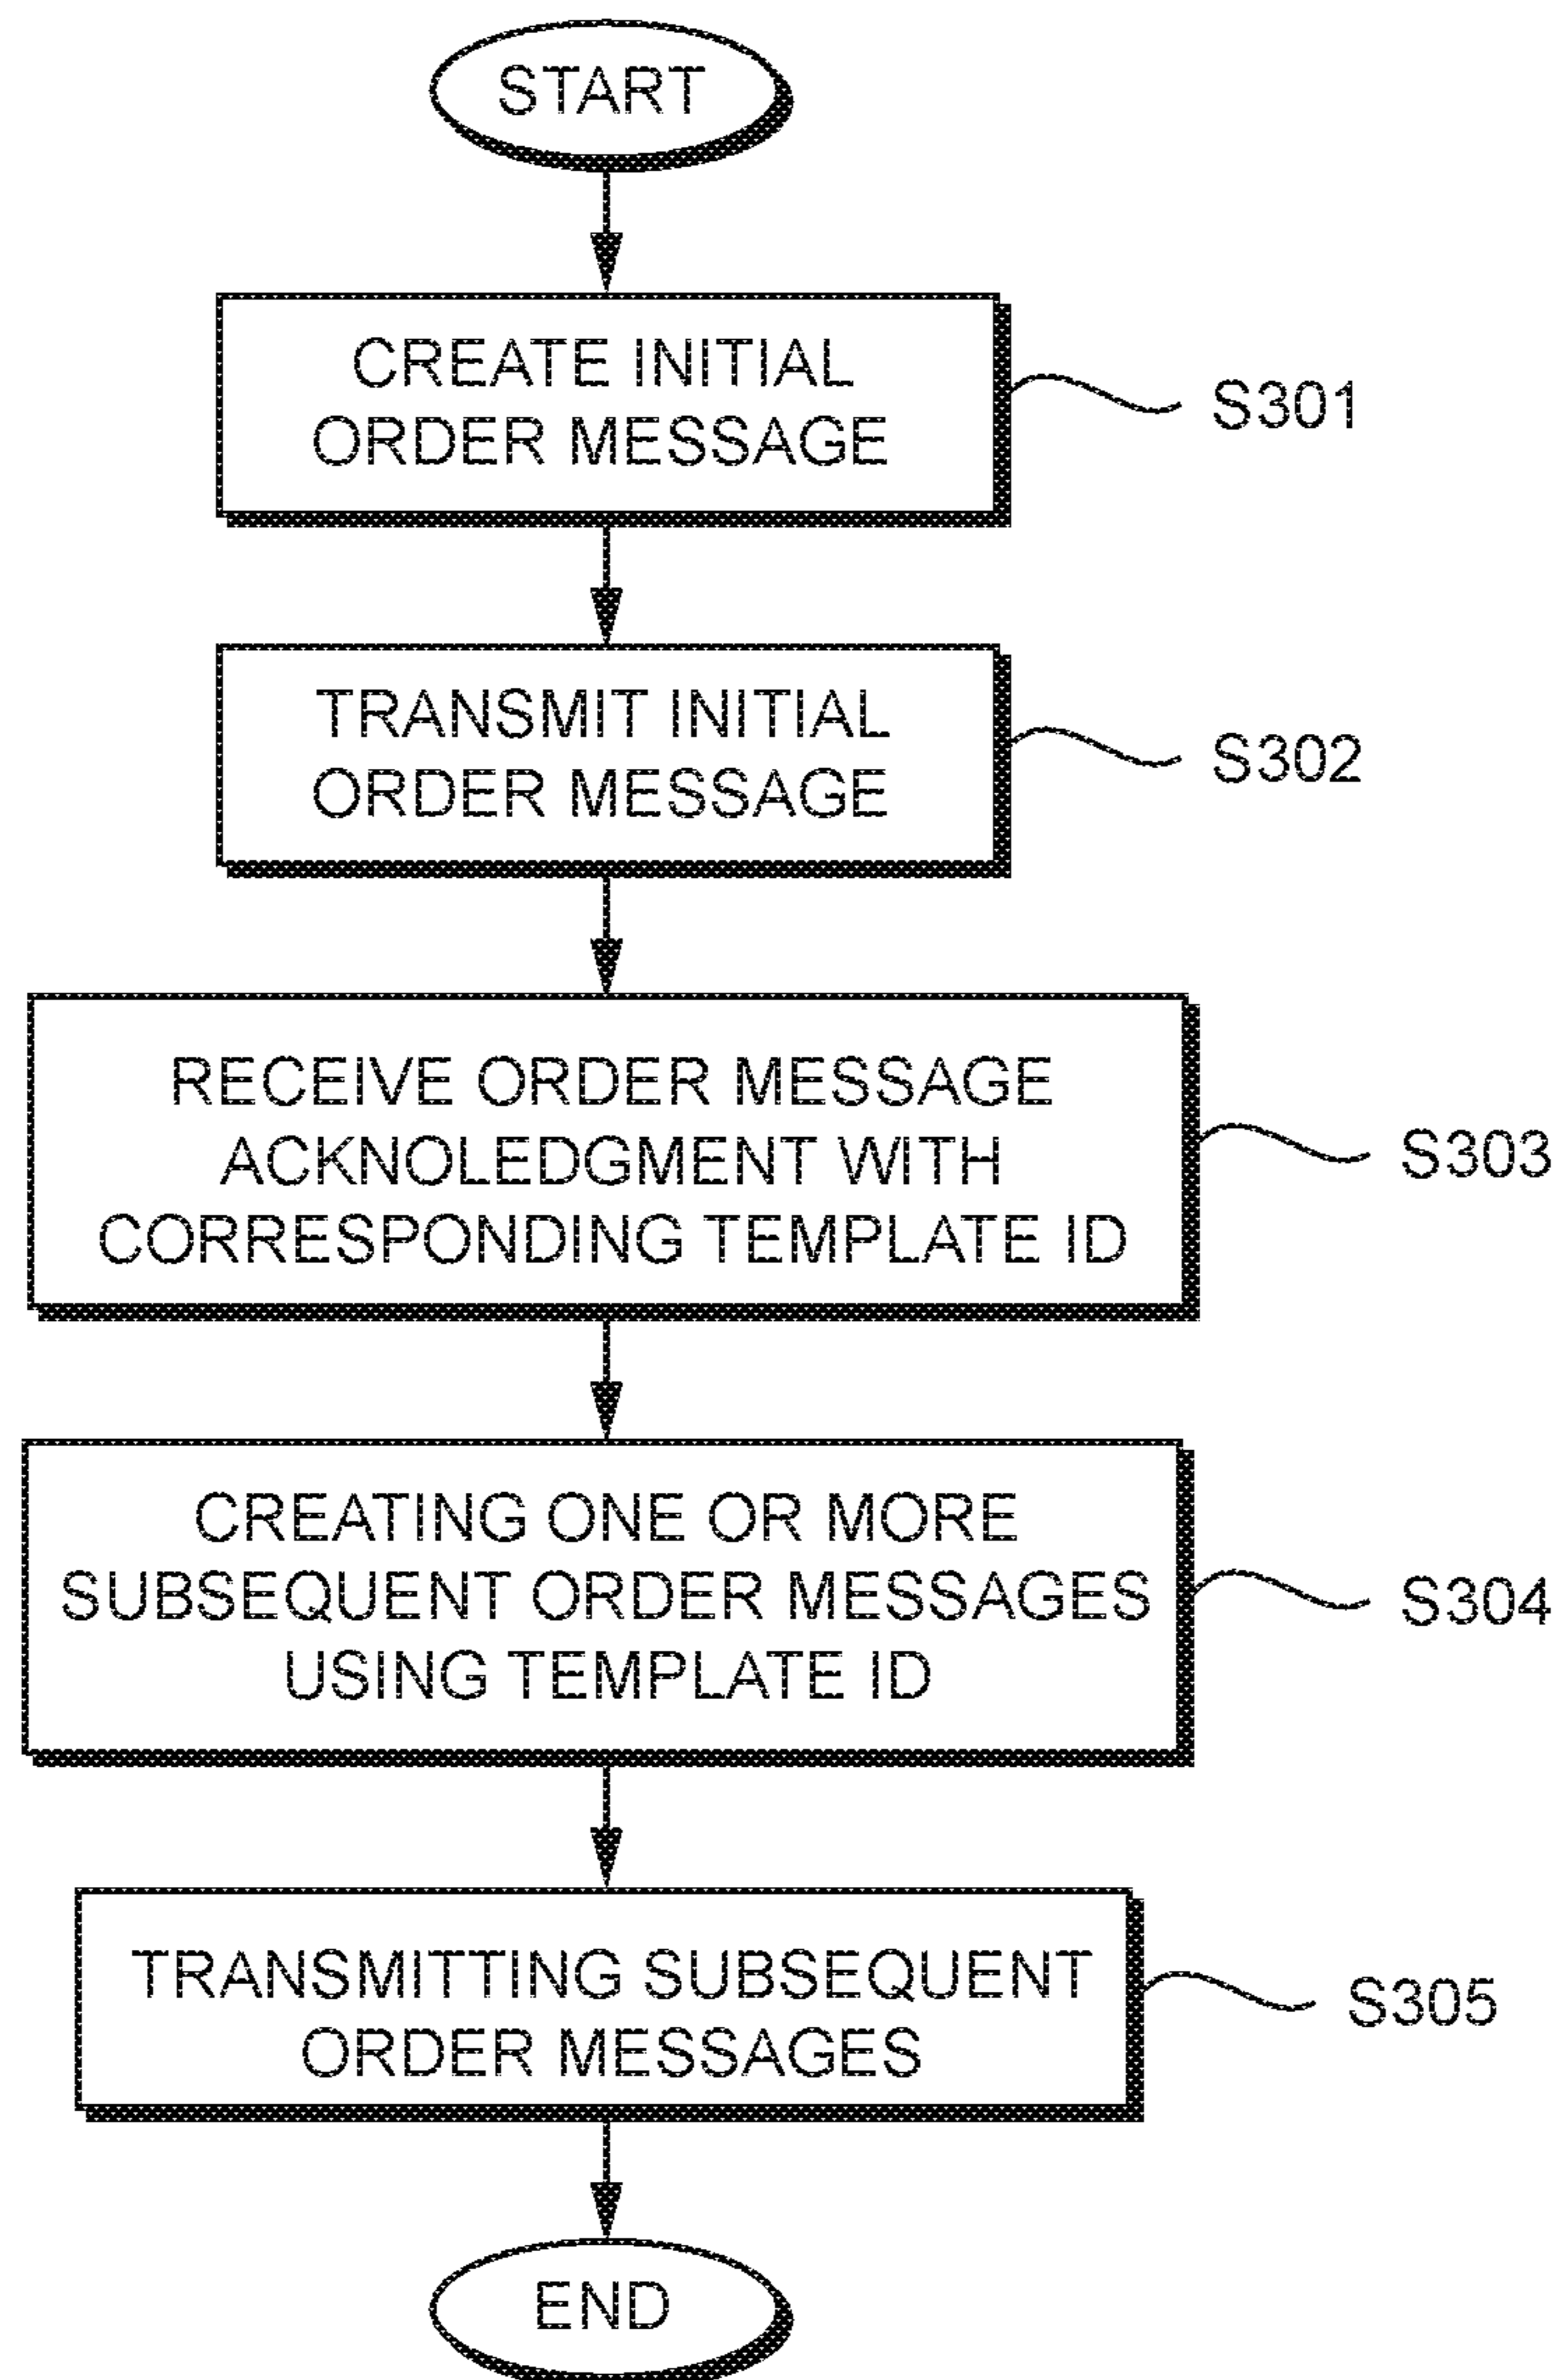 START
CREATE INITIAL
ORDER MESSAGE
S301
TRANSMIT INITIAL
ORDER MESSAGE
S302
RECEIVE ORDER MESSAGE
ACKNOLEDGMENT WITH
CORRESPONDING TEMPLATE ID
S303
CREATING ONE OR MORE
SUBSEQUENT ORDER MESSAGES
USING TEMPLATE ID
S304
TRANSMITTING SUBSEQUENT
ORDER MESSAGES
S305
END